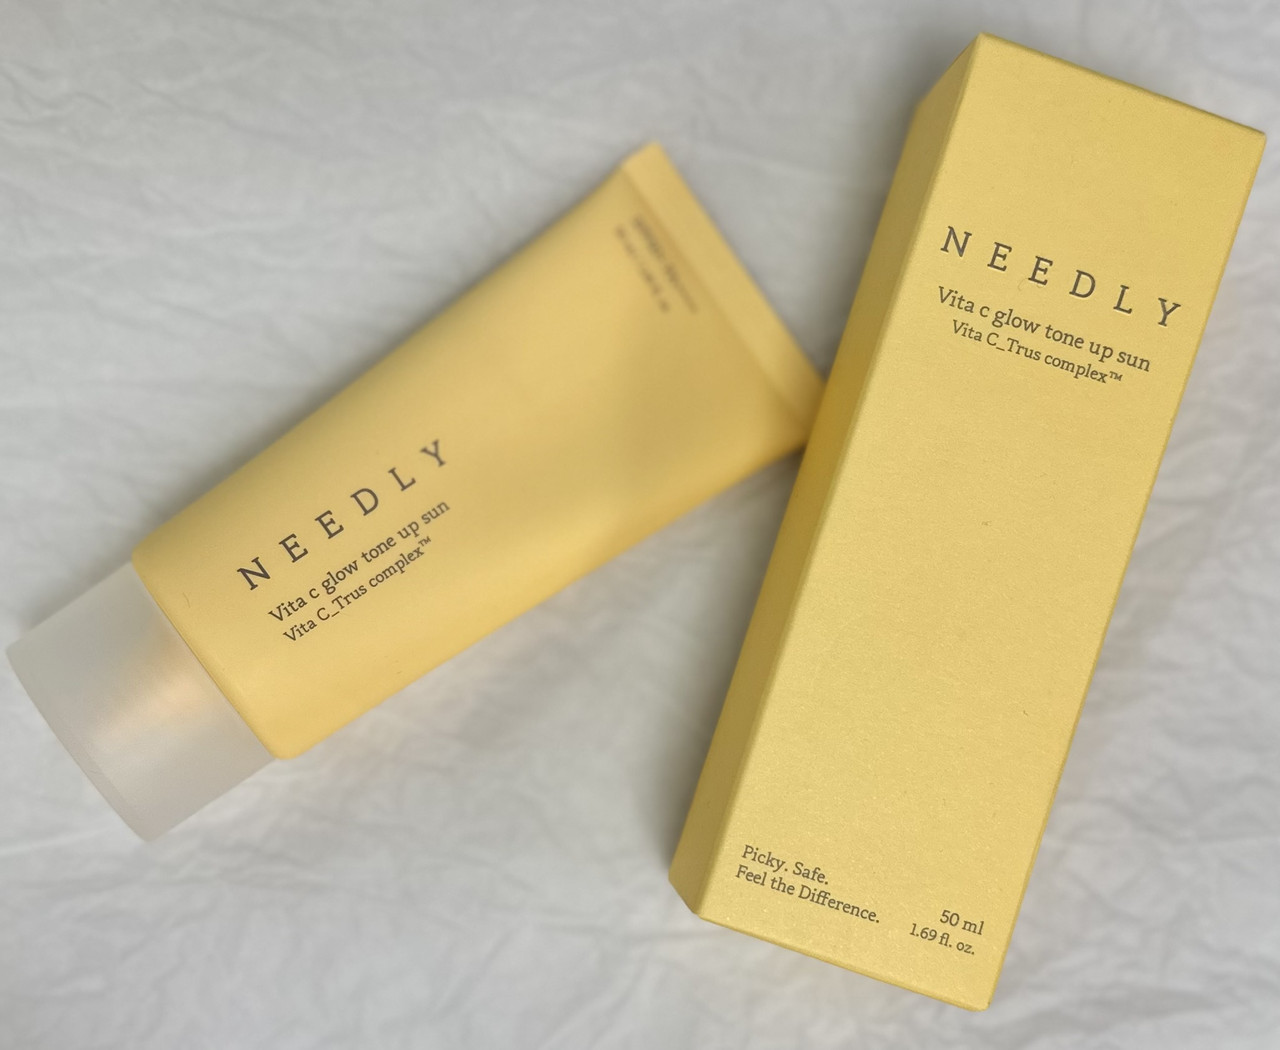 NEEDLY
Vita c glow tone up sun
Vita C_Trus complex™
NEEDLY
Vita c glow tone up sun
Vita C_Trus complex™
Picky. Safe.
Feel the Difference.
50 ml
1.69 fl. oz.